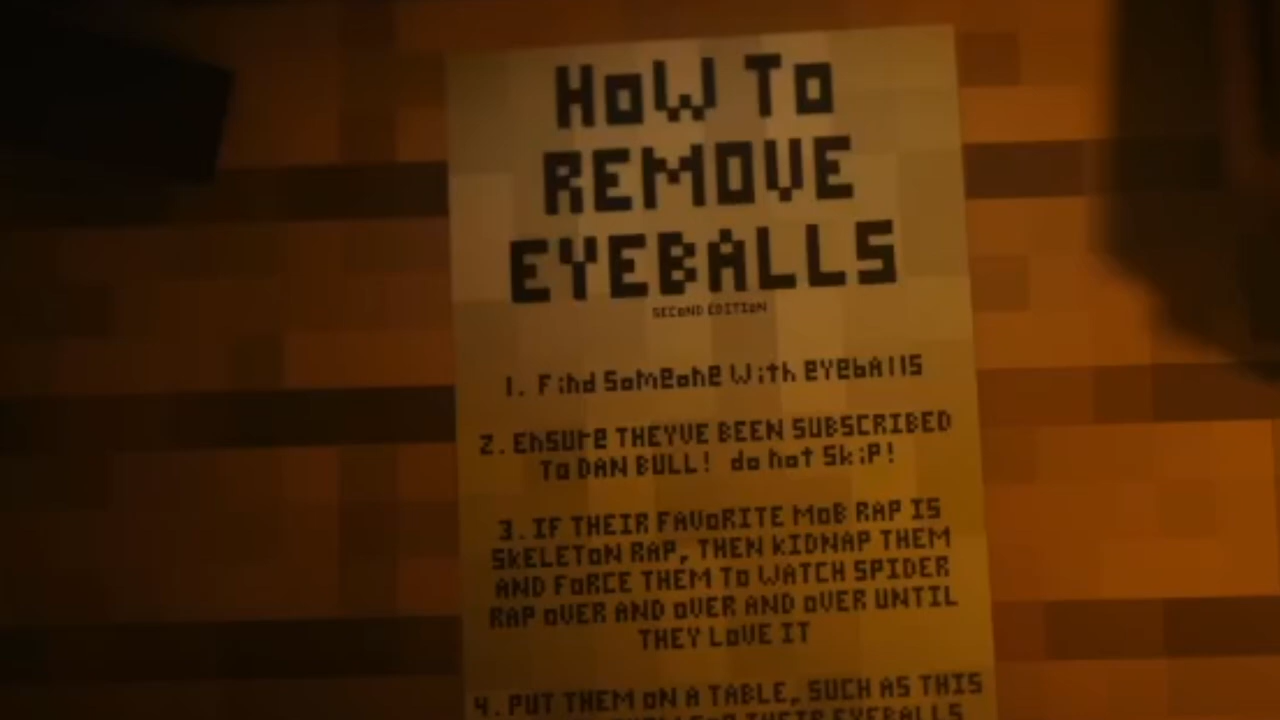 HoW To
REMOVE
EYEBALLS
SECOND EDITION
1. Find SoMeone With eYebAllS
2. EnSUre THEYVE BEEN SUBSCRIBED
To DAN BULL! do not SkiP!
3. IF THEIR FAVoRITE MoB RAP IS
SKELEToN RAP, THEN KIDNAP THEM
AND FoRCE THEM To WATCH SPIDER
RAP oVER AND oVER AND oVER UNTIL
THEY LoVE IT
4. PUT THEM oN A TABLE, SUCH AS THIS
THEIR EYEBALLS